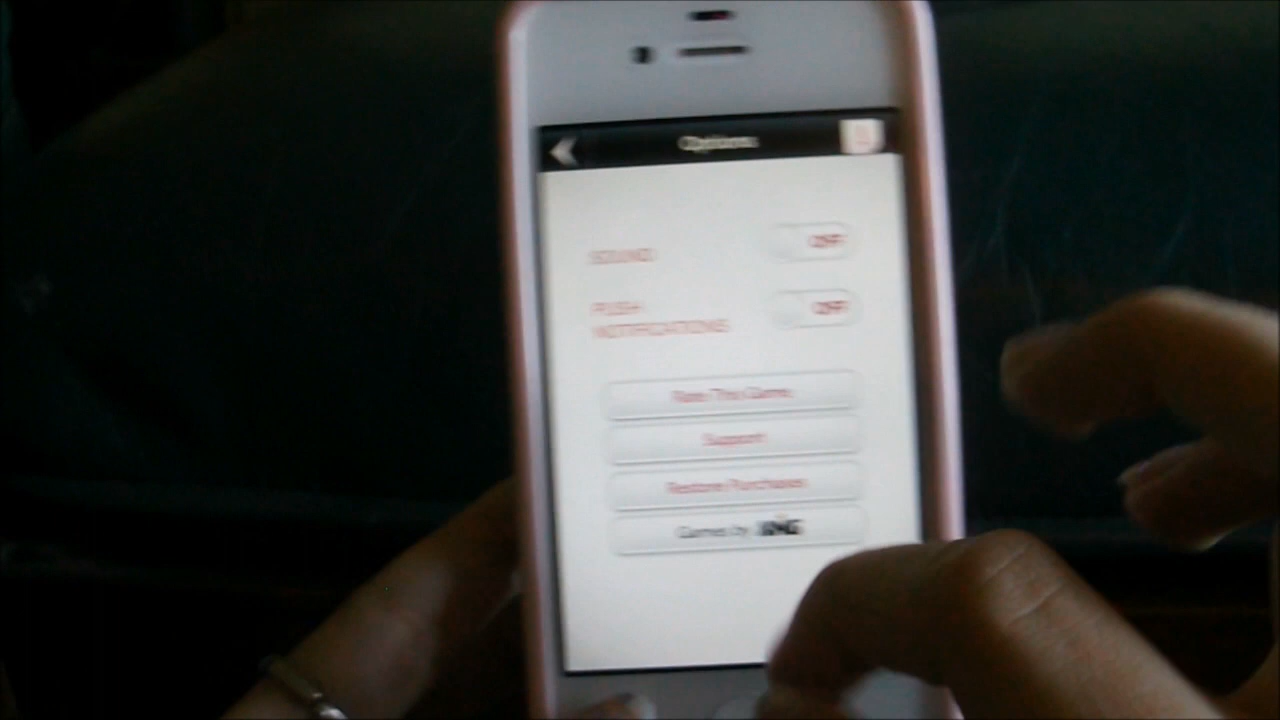 Options
SOUND
OFF
PUSH
NOTIFICATIONS
OFF
Rate This Game
Support
Restore Purchases
Games by